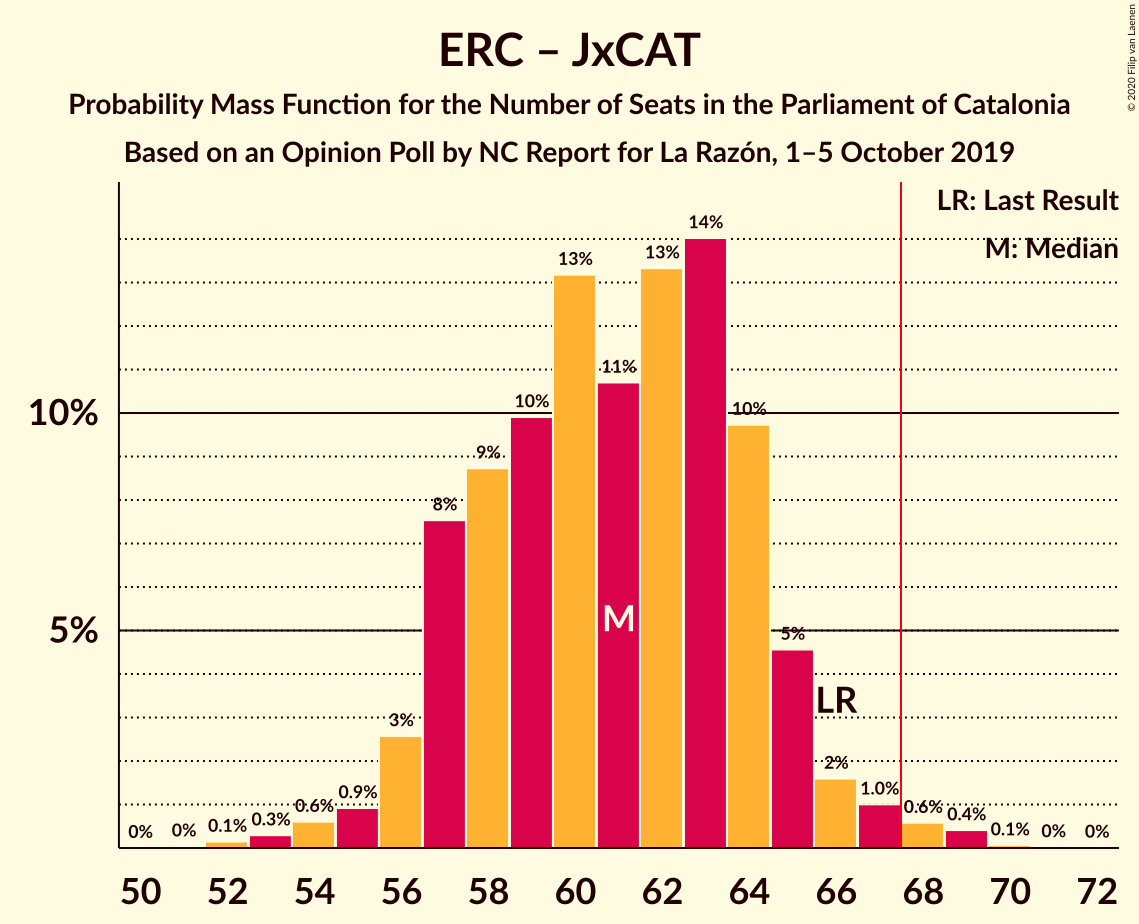 ERC – JxCAT
Probability Mass Function for the Number of Seats in the Parliament of Catalonia
Based on an Opinion Poll by NC Report for La Razón, 1–5 October 2019
© 2020 Filip van Laenen
LR: Last Result
M: Median
10%
5%
0%
0%
0.1%
0.3%
0.6%
0.9%
3%
8%
9%
10%
13%
11%
13%
14%
10%
5%
2%
1.0%
0.6%
0.4%
0.1%
0%
0%
M
LR
50 52 54 56 58 60 62 64 66 68 70 72